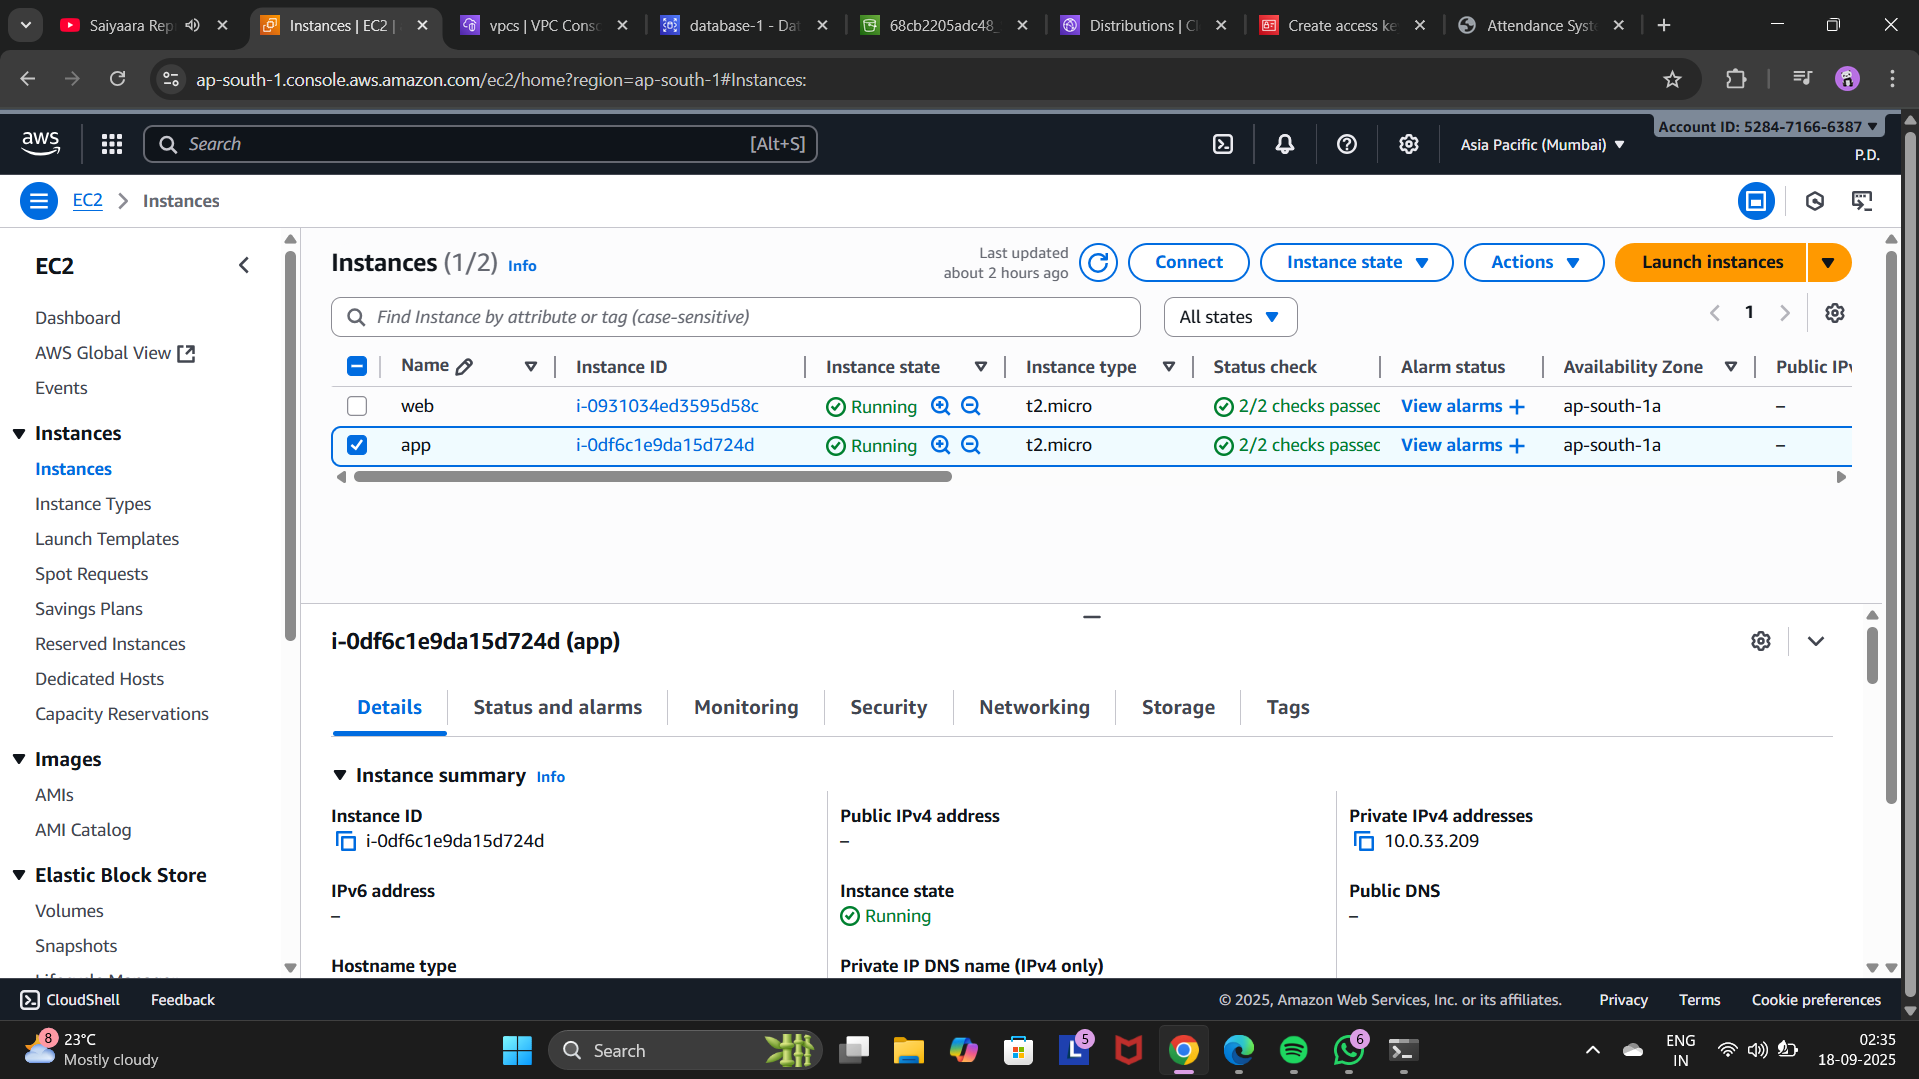 Saiyaara Rep
Instances | EC2 |
vpcs | VPC Cons
database-1 - Dat
68cb2205adc48_
Distributions | Cl
Create access ke
Attendance Syst
ap-south-1.console.aws.amazon.com/ec2/home?region=ap-south-1#Instances:
aws
Search
[Alt+S]
Asia Pacific (Mumbai)
Account ID: 5284-7166-6387
P.D.
EC2
Instances
EC2
Dashboard
AWS Global View
Events
Instances
Instances
Instance Types
Launch Templates
Spot Requests
Savings Plans
Reserved Instances
Dedicated Hosts
Capacity Reservations
Images
AMIs
AMI Catalog
Elastic Block Store
Volumes
Snapshots
Instances (1/2) Info
Last updated
about 2 hours ago
Connect
Instance state
Actions
Launch instances
Find Instance by attribute or tag (case-sensitive)
All states
1
Name Instance ID Instance state Instance type Status check Alarm status Availability Zone Public IPv
web i-0931034ed3595d58c Running t2.micro 2/2 checks passed View alarms + ap-south-1a –
app i-0df6c1e9da15d724d Running t2.micro 2/2 checks passed View alarms + ap-south-1a –
i-0df6c1e9da15d724d (app)
Details Status and alarms Monitoring Security Networking Storage Tags
Instance summary Info
Instance ID
i-0df6c1e9da15d724d
Public IPv4 address
–
Private IPv4 addresses
10.0.33.209
IPv6 address
–
Instance state
Running
Public DNS
–
Hostname type
Private IP DNS name (IPv4 only)
CloudShell Feedback
© 2025, Amazon Web Services, Inc. or its affiliates. Privacy Terms Cookie preferences
8
23°C
Mostly cloudy
Search
L
5
6
ENG
IN
02:35
18-09-2025